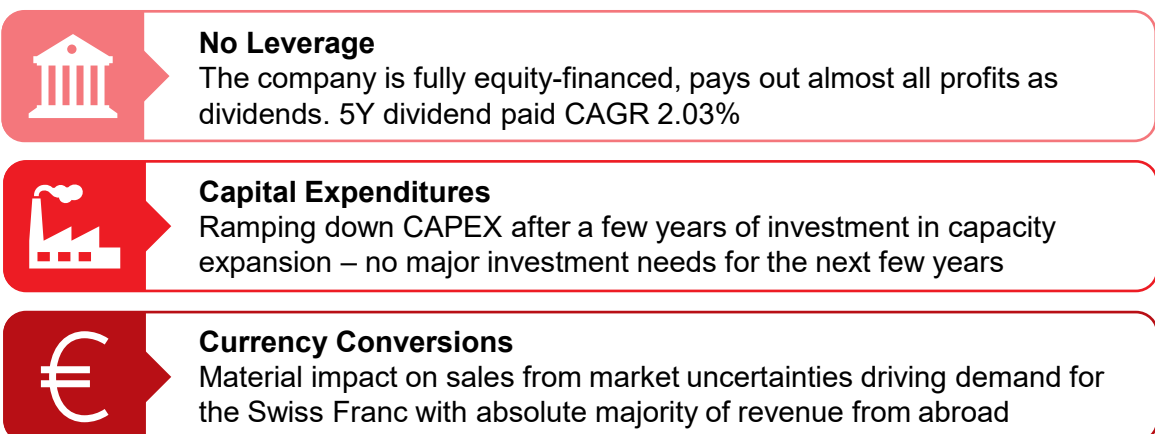 No Leverage
The company is fully equity-financed, pays out almost all profits as
dividends. 5Y dividend paid CAGR 2.03%
Capital Expenditures
Ramping down CAPEX after a few years of investment in capacity
expansion – no major investment needs for the next few years
€
Currency Conversions
Material impact on sales from market uncertainties driving demand for
the Swiss Franc with absolute majority of revenue from abroad